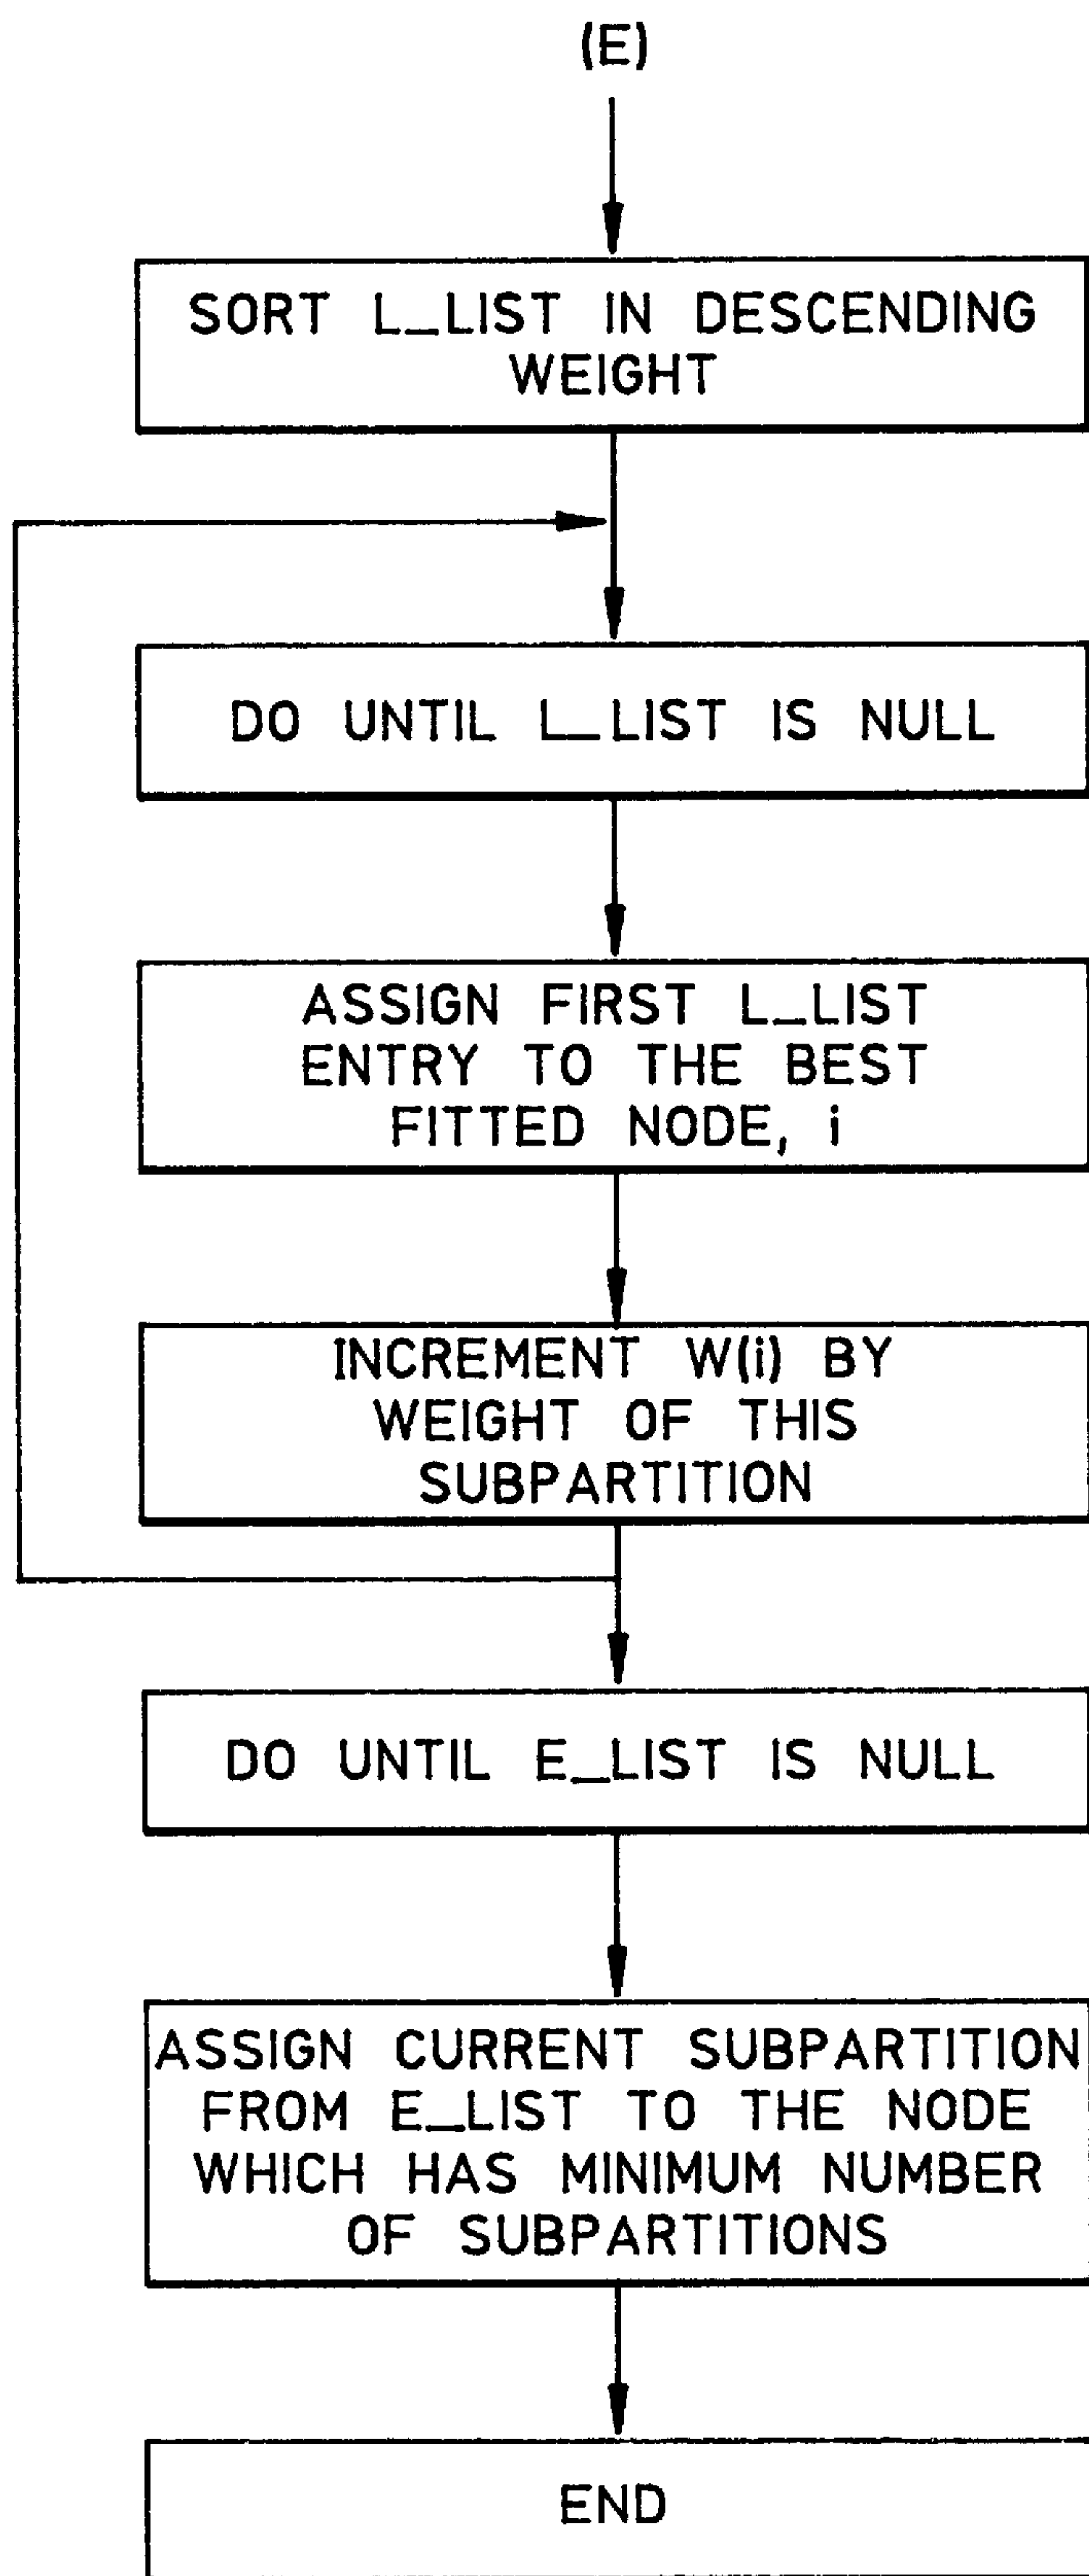 (E)
SORT L_LIST IN DESCENDING
WEIGHT
DO UNTIL L_LIST IS NULL
ASSIGN FIRST L_LIST
ENTRY TO THE BEST
FITTED NODE, i
INCREMENT W(i) BY
WEIGHT OF THIS
SUBPARTITION
DO UNTIL E_LIST IS NULL
ASSIGN CURRENT SUBPARTITION
FROM E_LIST TO THE NODE
WHICH HAS MINIMUM NUMBER
OF SUBPARTITIONS
END